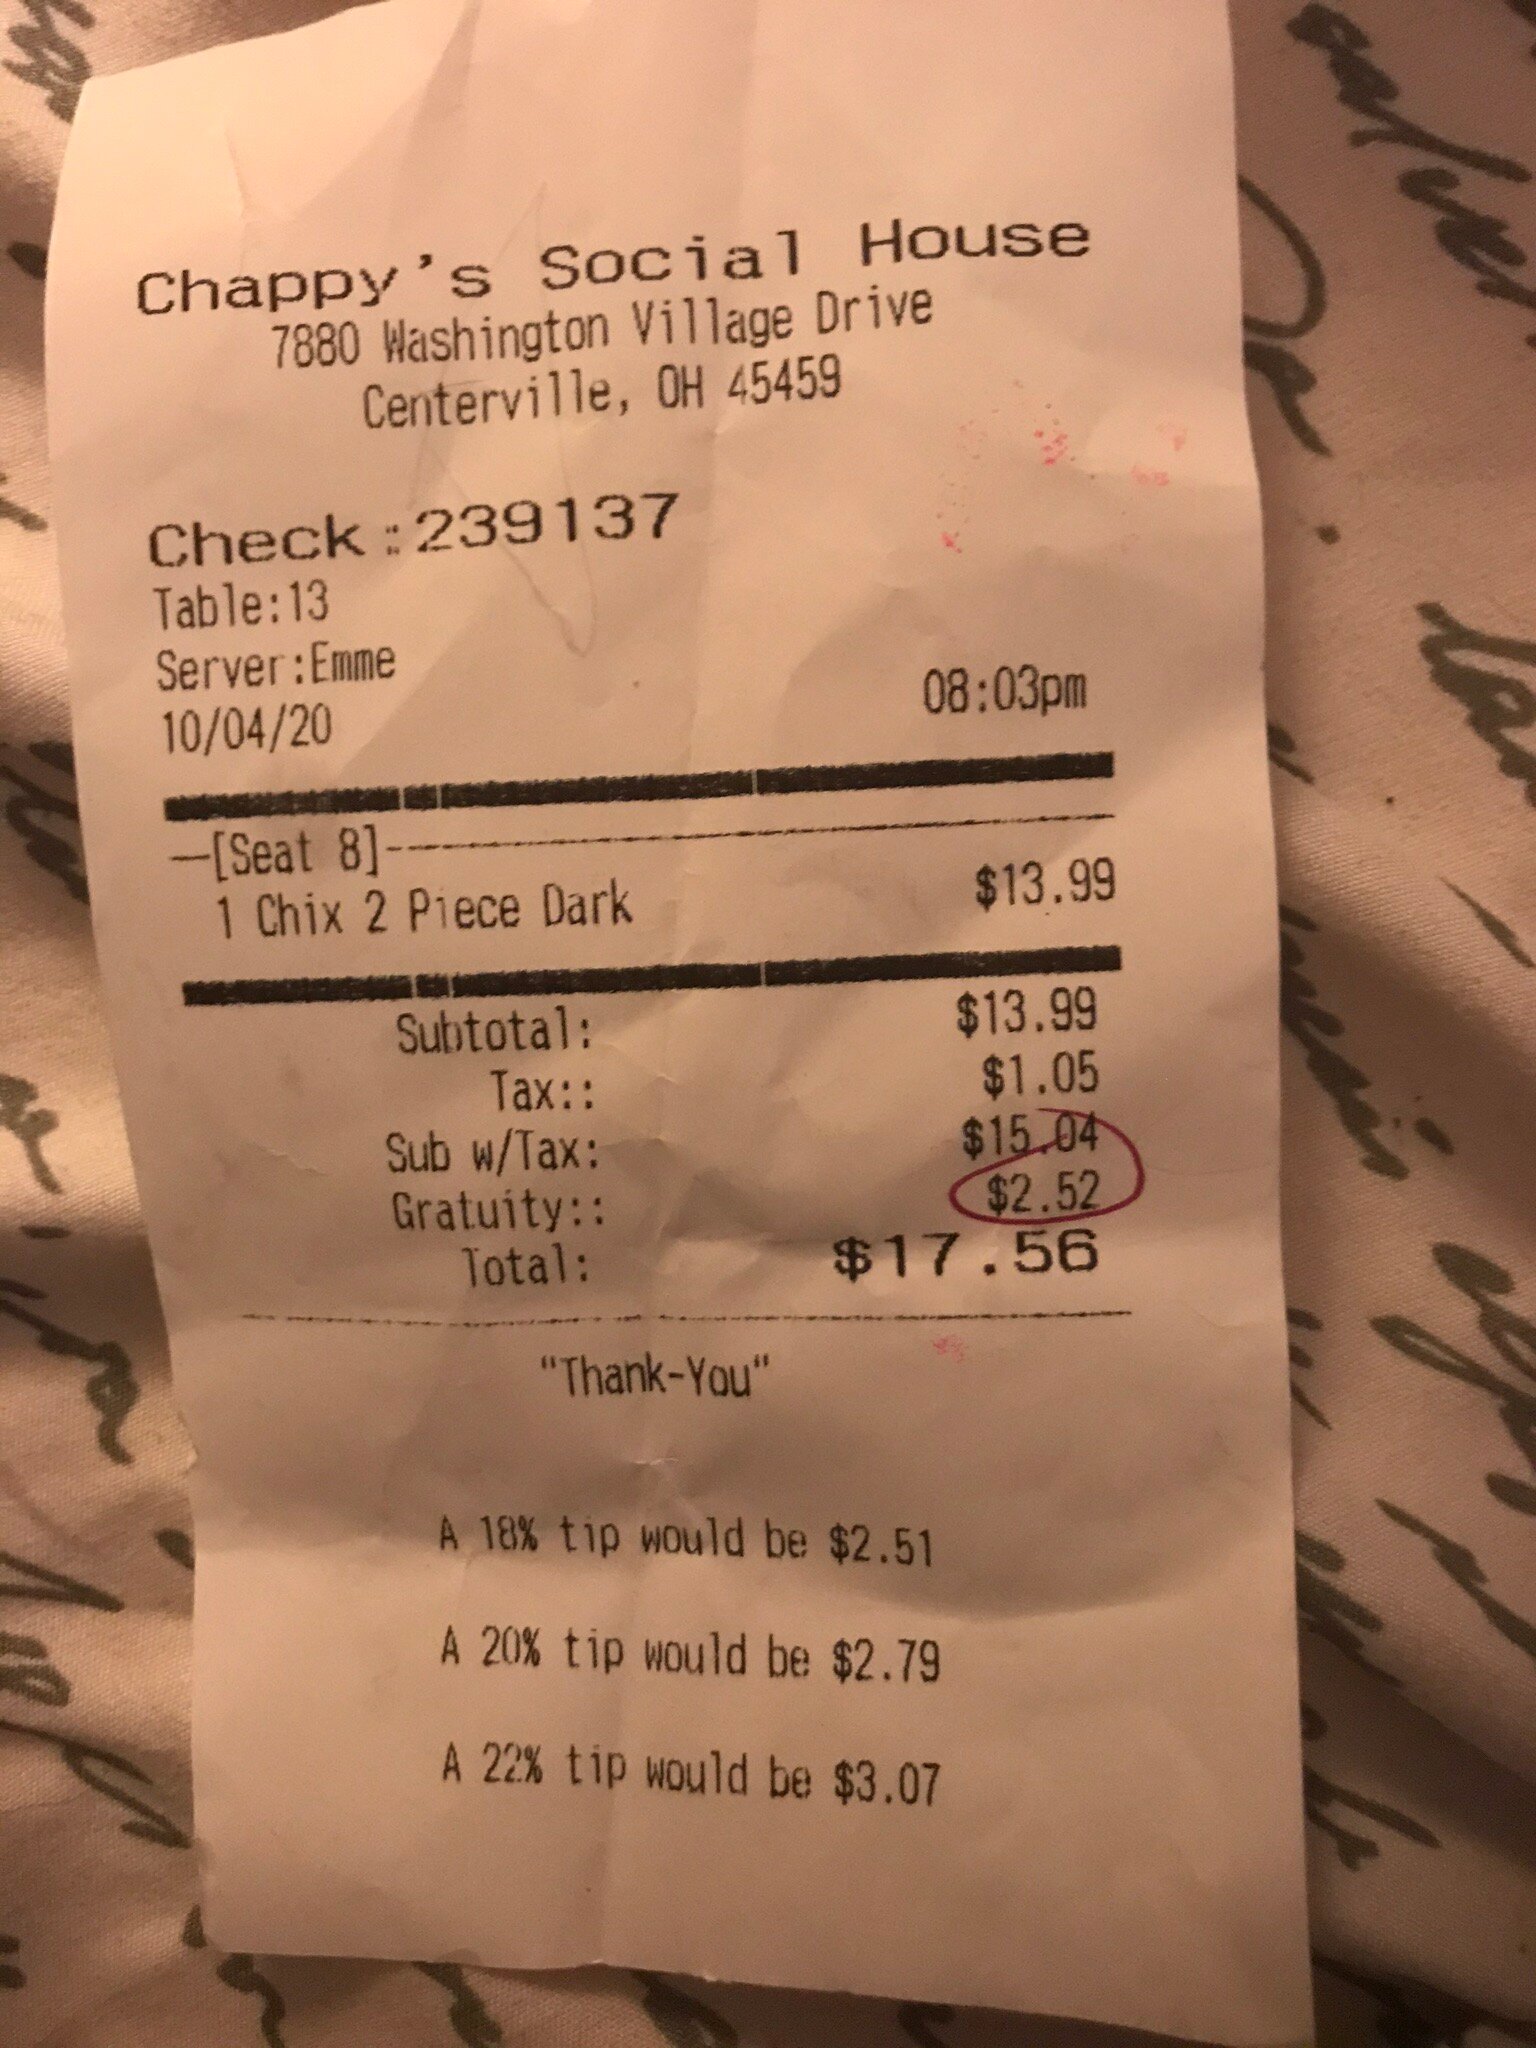 Chappy's Social House
7880 Washington Village Drive
Centerville, OH 45459
Check:239137
Table:13
Server:Emme
10/04/20 08:03pm
[Seat 8]
1 Chix 2 Piece Dark $13.99
Subtotal: $13.99
Tax:: $1.05
Sub w/Tax: $15.04
Gratuity:: $2.52
Total: $17.56
"Thank-You"
A 18% tip would be $2.51
A 20% tip would be $2.79
A 22% tip would be $3.07